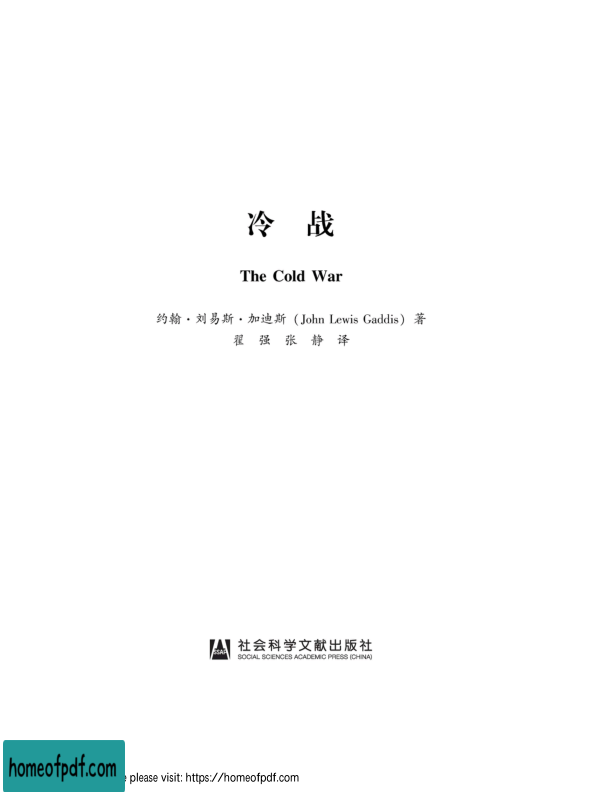 冷 战
The Cold War
约翰·刘易斯·加迪斯（John Lewis Gaddis）著
翟 强 张 静 译
SSAP
社会科学文献出版社
SOCIAL SCIENCES ACADEMIC PRESS (CHINA)
homeofpdf.com
please visit: https://homeofpdf.com